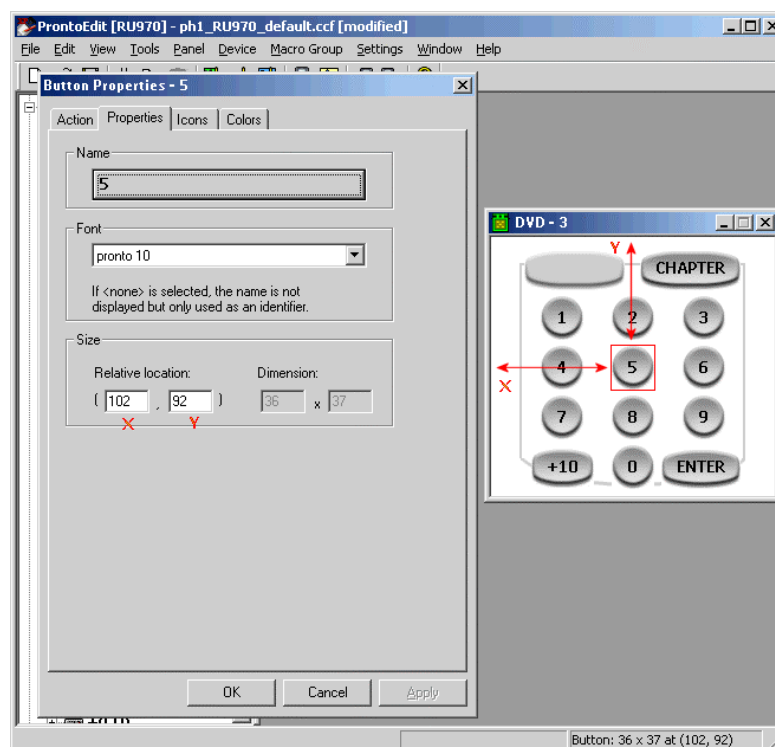 ProntoEdit [RU970] - ph1_RU970_default.ccf [modified]
File Edit View Tools Panel Device Macro Group Settings Window Help
Button Properties - 5
Action Properties Icons Colors
Name
5
Font
pronto 10
If <none> is selected, the name is not
displayed but only used as an identifier.
Size
Relative location: Dimension:
( 102 , 92 ) 36 x 37
X Y
OK Cancel Apply
DVD - 3
Y
CHAPTER
1 2 3
4 5 6
X
7 8 9
+10 0 ENTER
Button: 36 x 37 at (102, 92)